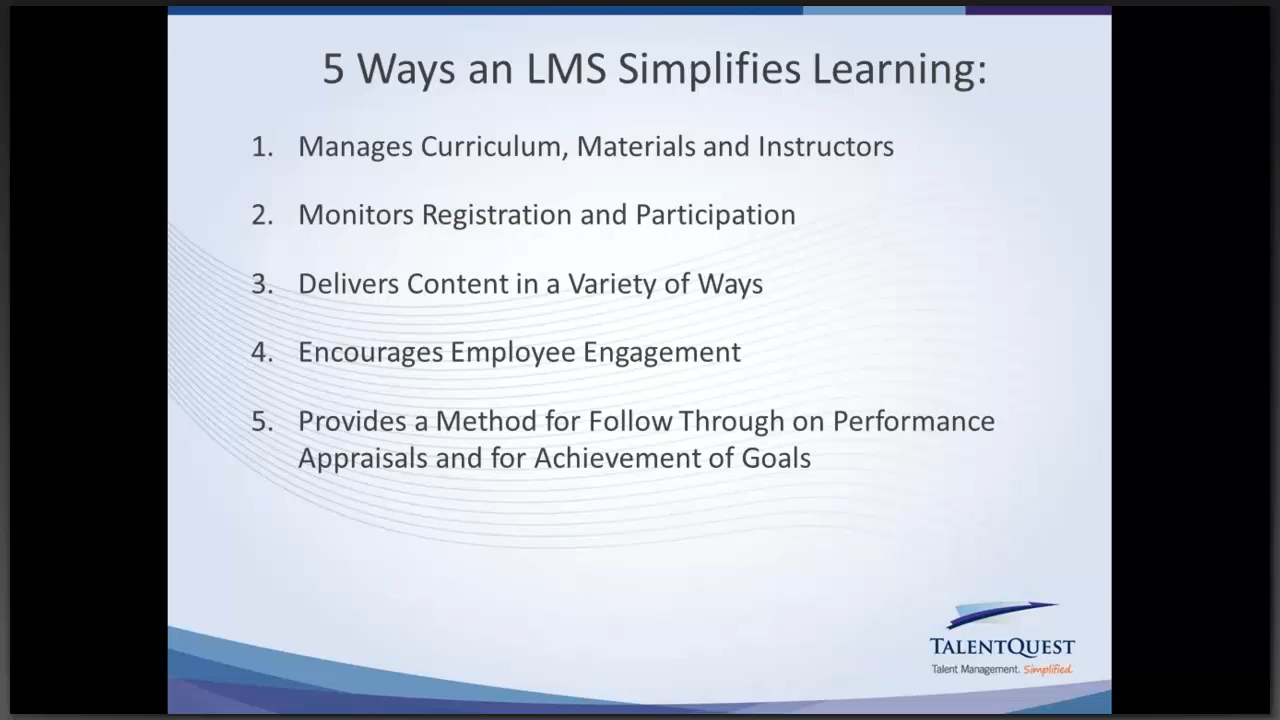 5 Ways an LMS Simplifies Learning:
1. Manages Curriculum, Materials and Instructors
2. Monitors Registration and Participation
3. Delivers Content in a Variety of Ways
4. Encourages Employee Engagement
5. Provides a Method for Follow Through on Performance
Appraisals and for Achievement of Goals
TALENTQUEST
Talent Management. Simplified.